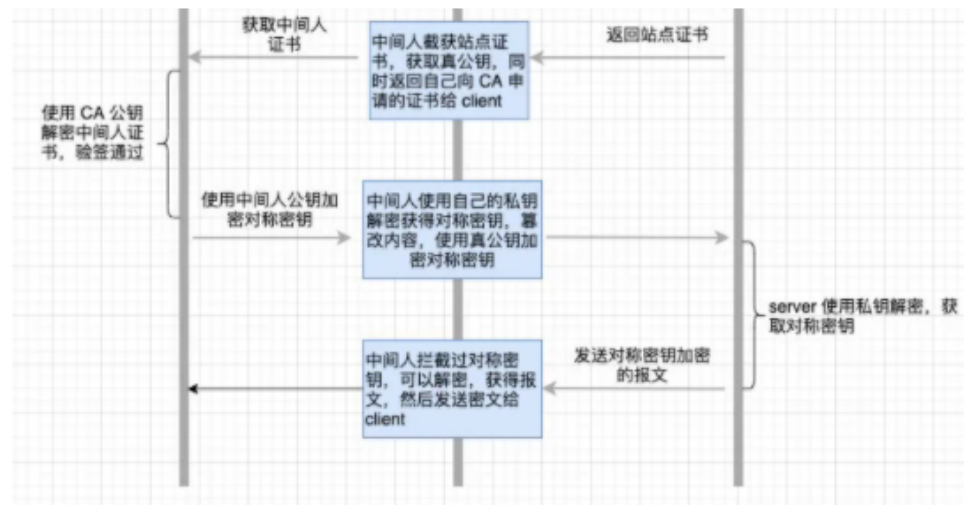 获取中间人
证书
中间人截获站点证
书，获取真公钥，同
时返回自己向 CA 申
请的证书给 client
返回站点证书
使用 CA 公钥
解密中间人证
书，验签通过
使用中间人公钥加
密对称密钥
中间人使用自己的私钥
解密获得对称密钥，篡
改内容，使用真公钥加
密对称密钥
server 使用私钥解密，获
取对称密钥
中间人拦截过对称密
钥，可以解密，获得报
文，然后发送密文给
client
发送对称密钥加密
的报文